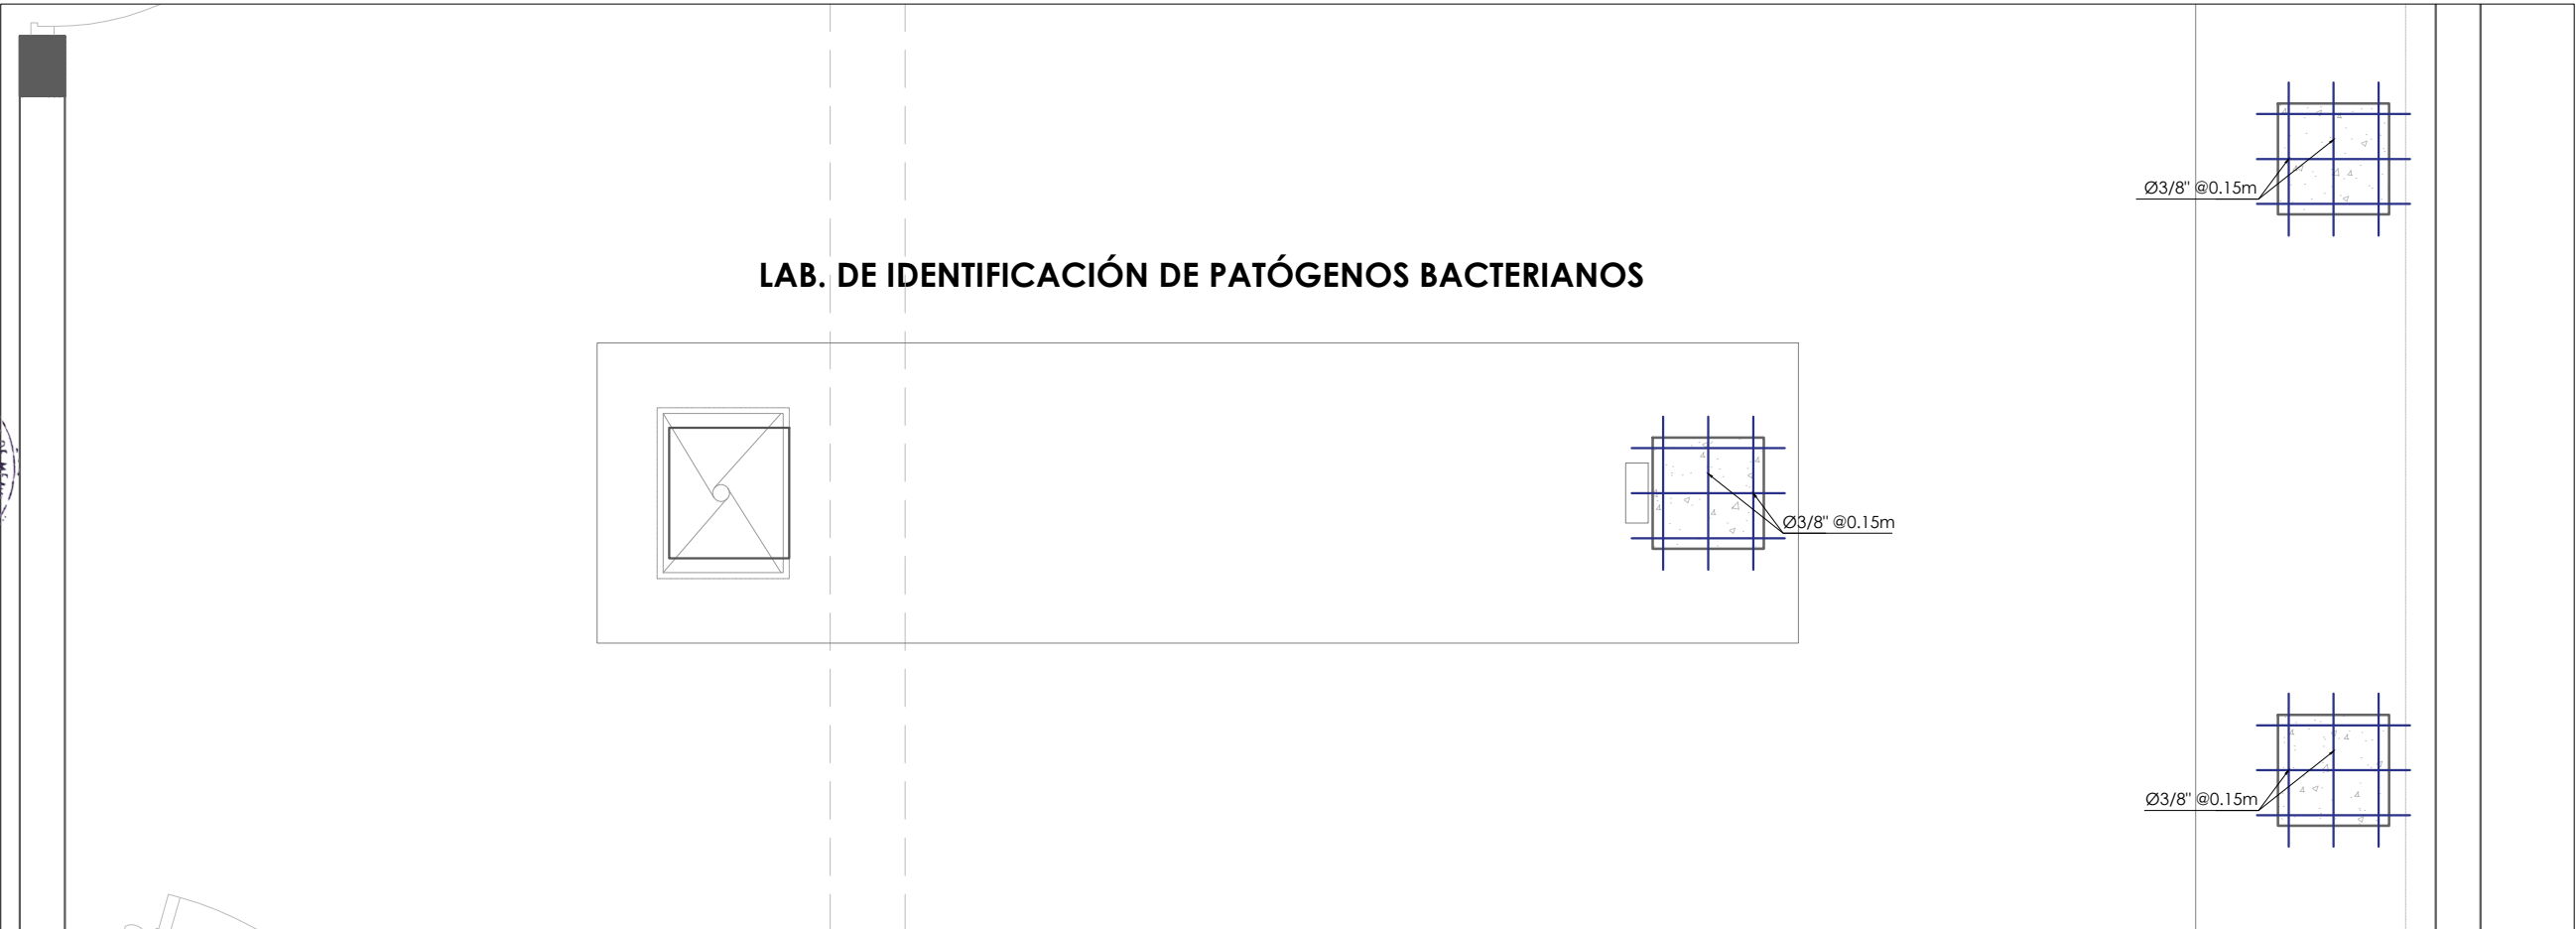 Ø3/8" @0.15m
LAB. DE IDENTIFICACIÓN DE PATÓGENOS BACTERIANOS
Ø3/8" @0.15m
Ø3/8" @0.15m